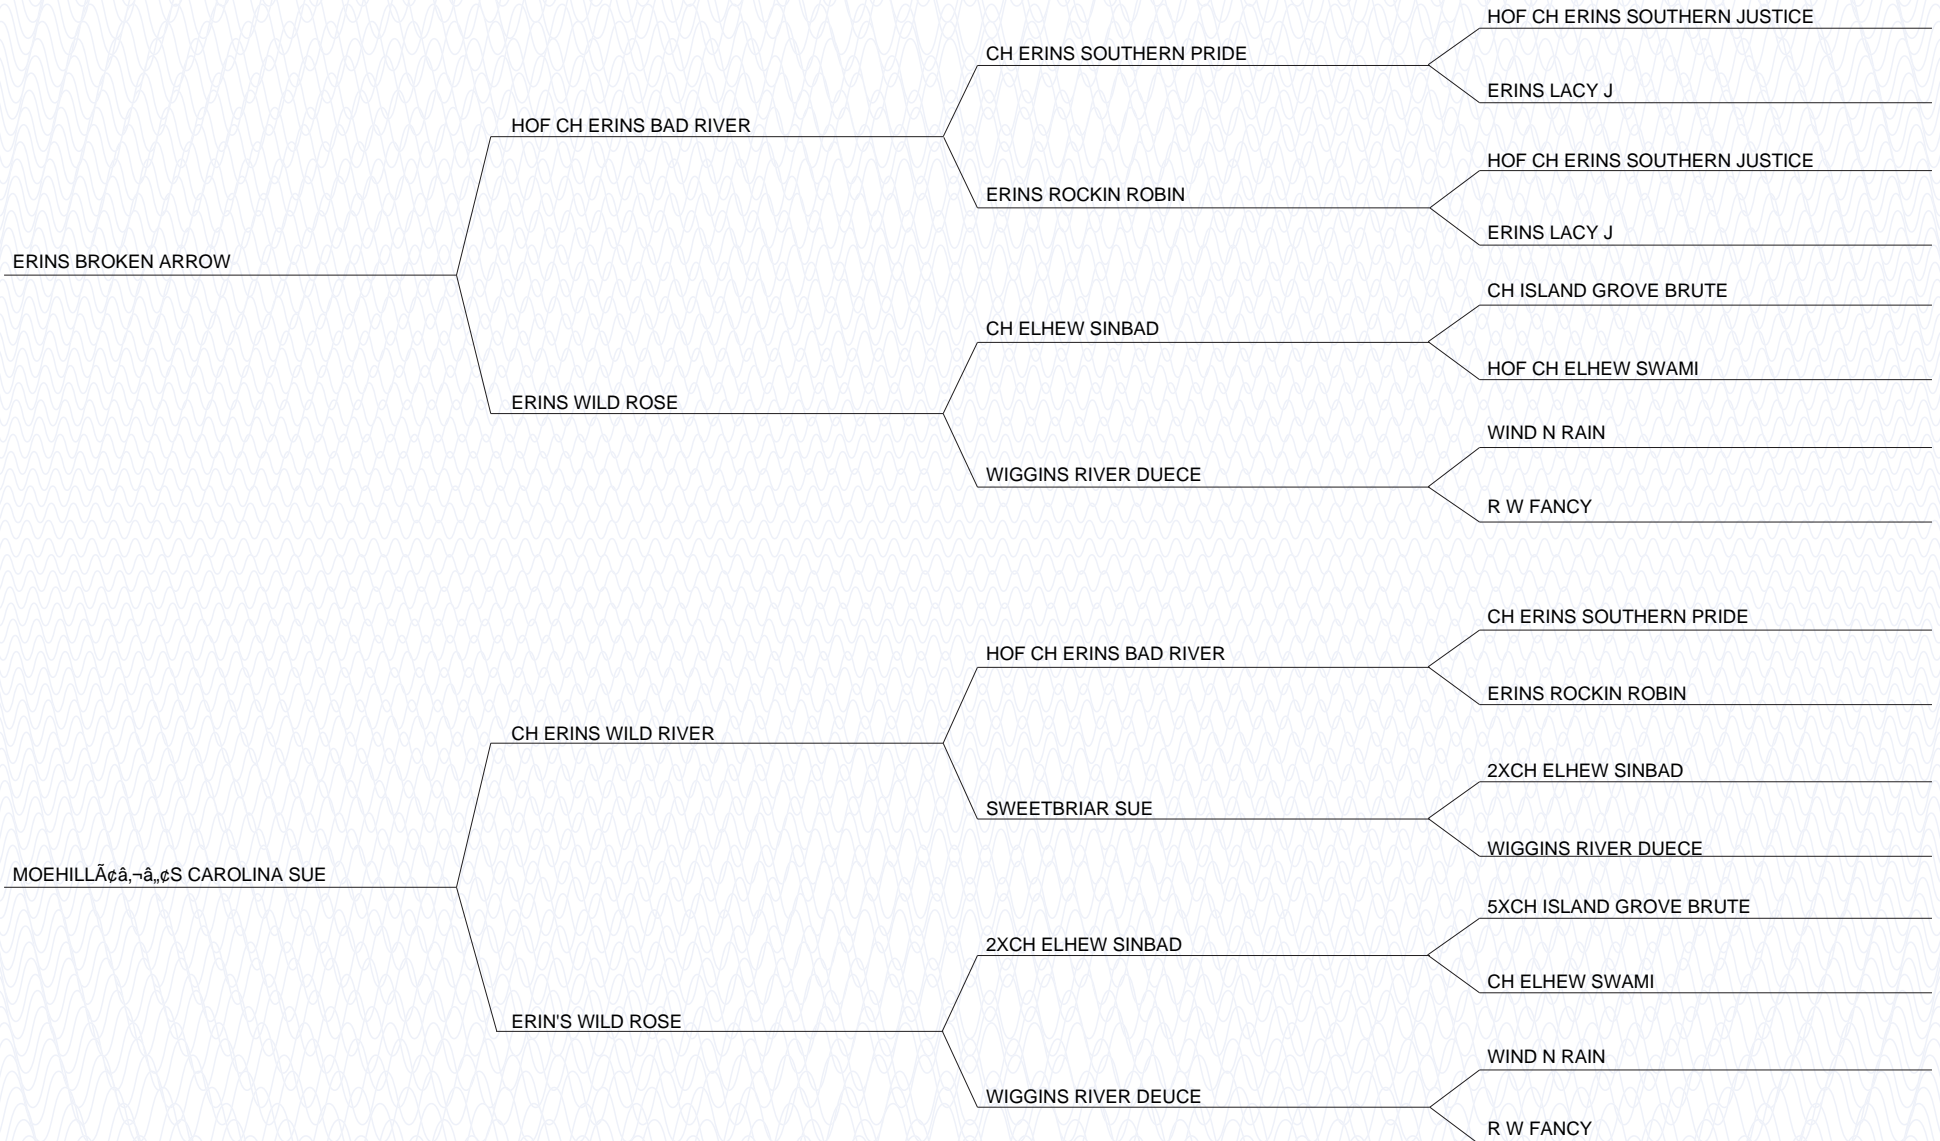 HOF CH ERINS SOUTHERN JUSTICE
CH ERINS SOUTHERN PRIDE
ERINS LACY J
HOF CH ERINS BAD RIVER
HOF CH ERINS SOUTHERN JUSTICE
ERINS ROCKIN ROBIN
ERINS LACY J
ERINS BROKEN ARROW
CH ISLAND GROVE BRUTE
CH ELHEW SINBAD
HOF CH ELHEW SWAMI
ERINS WILD ROSE
WIND N RAIN
WIGGINS RIVER DUECE
R W FANCY
CH ERINS SOUTHERN PRIDE
HOF CH ERINS BAD RIVER
ERINS ROCKIN ROBIN
CH ERINS WILD RIVER
2XCH ELHEW SINBAD
SWEETBRIAR SUE
WIGGINS RIVER DUECE
MOEHILLÃ¢â‚¬â„¢S CAROLINA SUE
5XCH ISLAND GROVE BRUTE
2XCH ELHEW SINBAD
CH ELHEW SWAMI
ERIN'S WILD ROSE
WIND N RAIN
WIGGINS RIVER DEUCE
R W FANCY